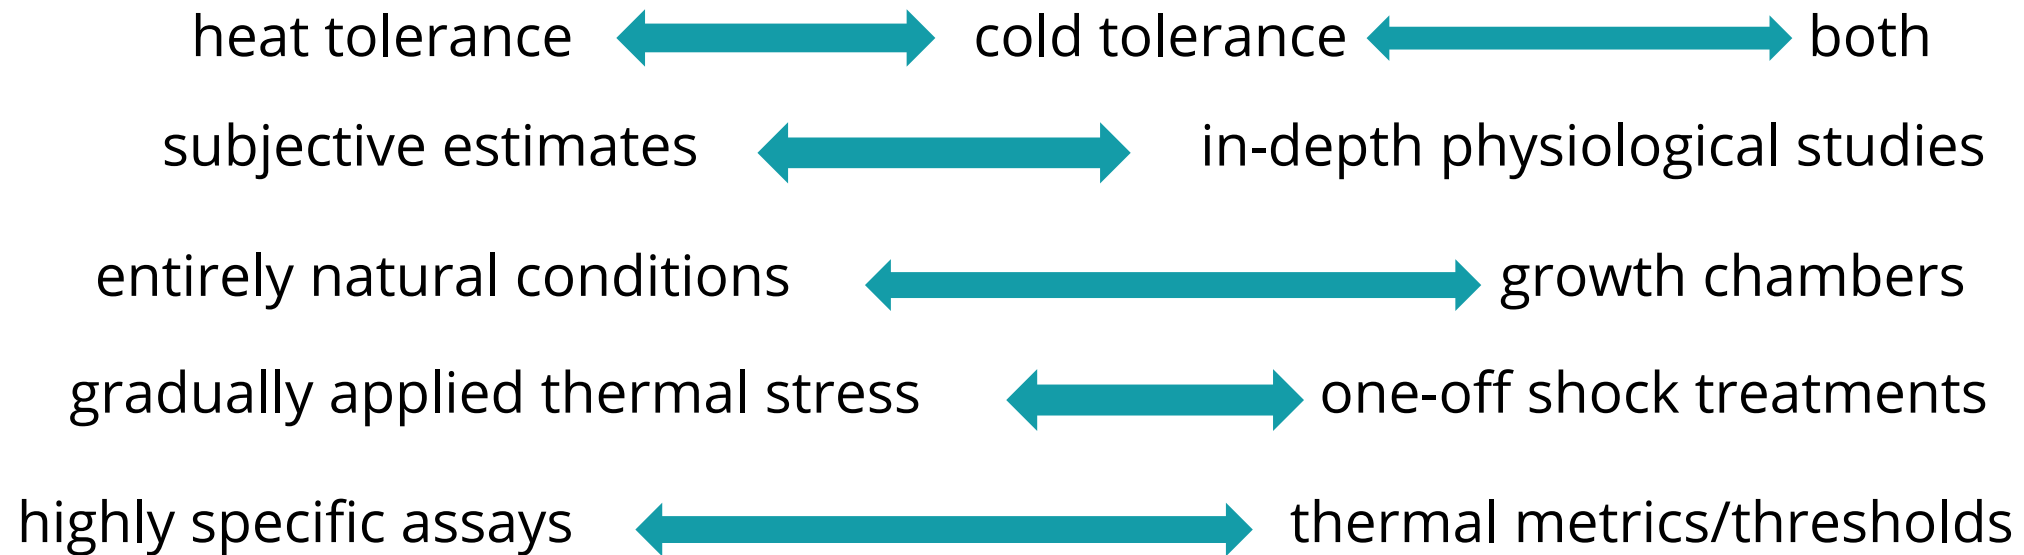 heat tolerance cold tolerance both
subjective estimates in-depth physiological studies
entirely natural conditions growth chambers
gradually applied thermal stress one-off shock treatments
highly specific assays thermal metrics/thresholds